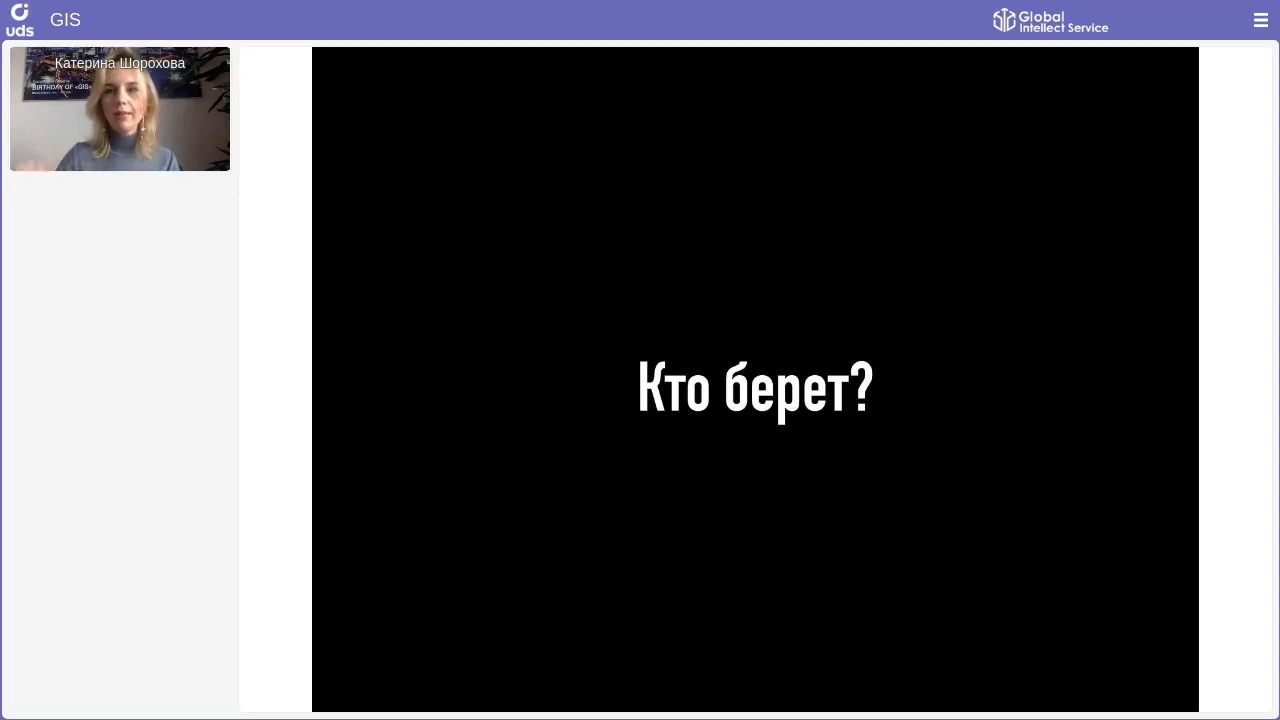 uds
GIS
Global
Intellect Service
Катерина Шорохова
BIRTHDAY OF «GIS»
Кто берет?